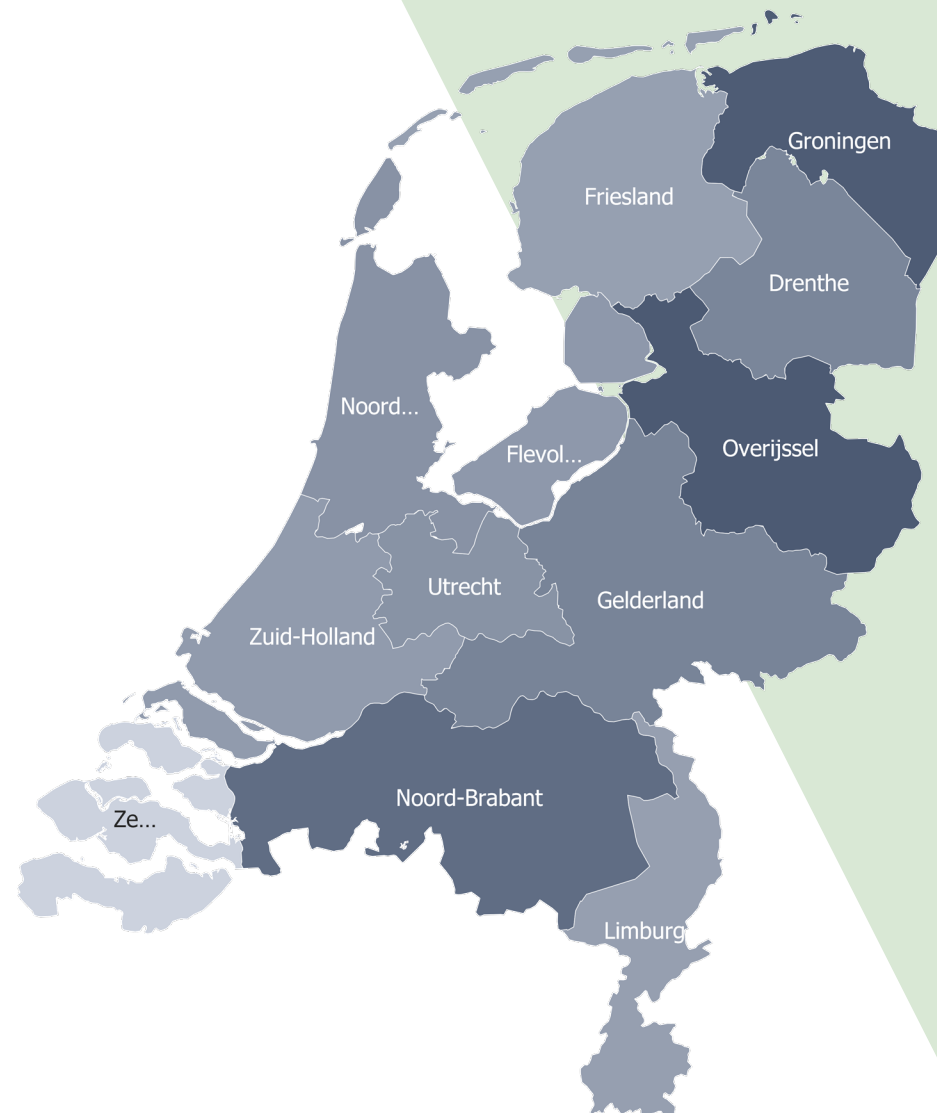 Groningen
Friesland
Drenthe
Noord...
Overijssel
Flevol...
Utrecht
Gelderland
Zuid-Holland
Noord-Brabant
Ze...
Limburg